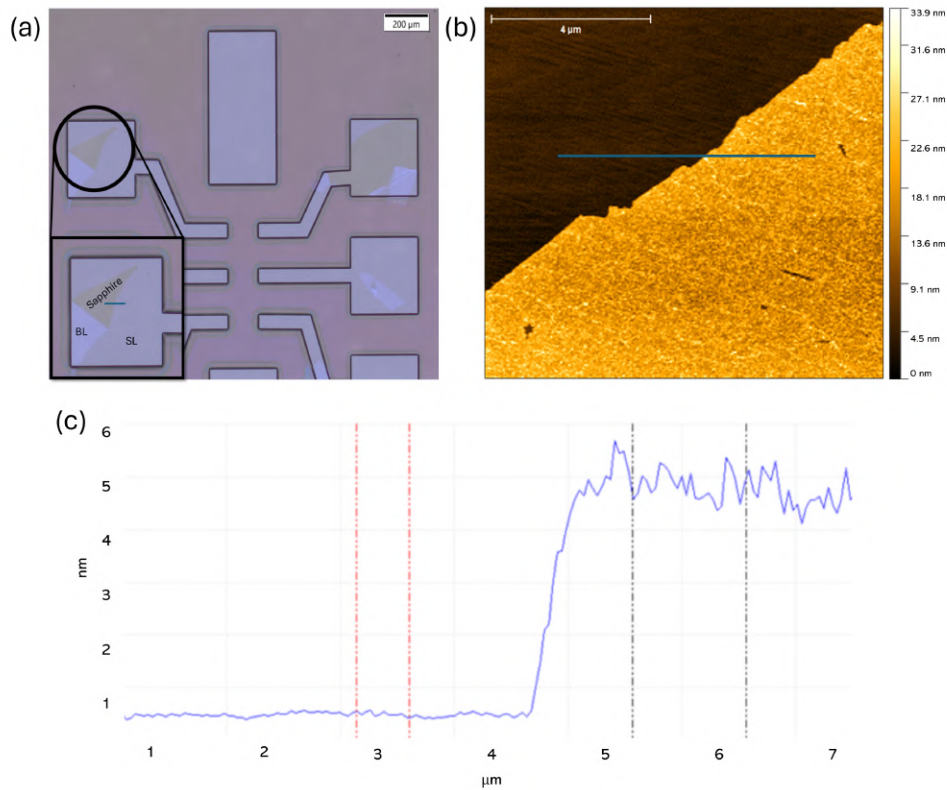 (a)
200 μm
Sapphire
BL
SL
(b)
4 μm
33.9 nm
31.6 nm
27.1 nm
22.6 nm
18.1 nm
13.6 nm
9.1 nm
4.5 nm
0 nm
(c)
6
5
4
3
2
1
nm
1 2 3 4 5 6 7
μm